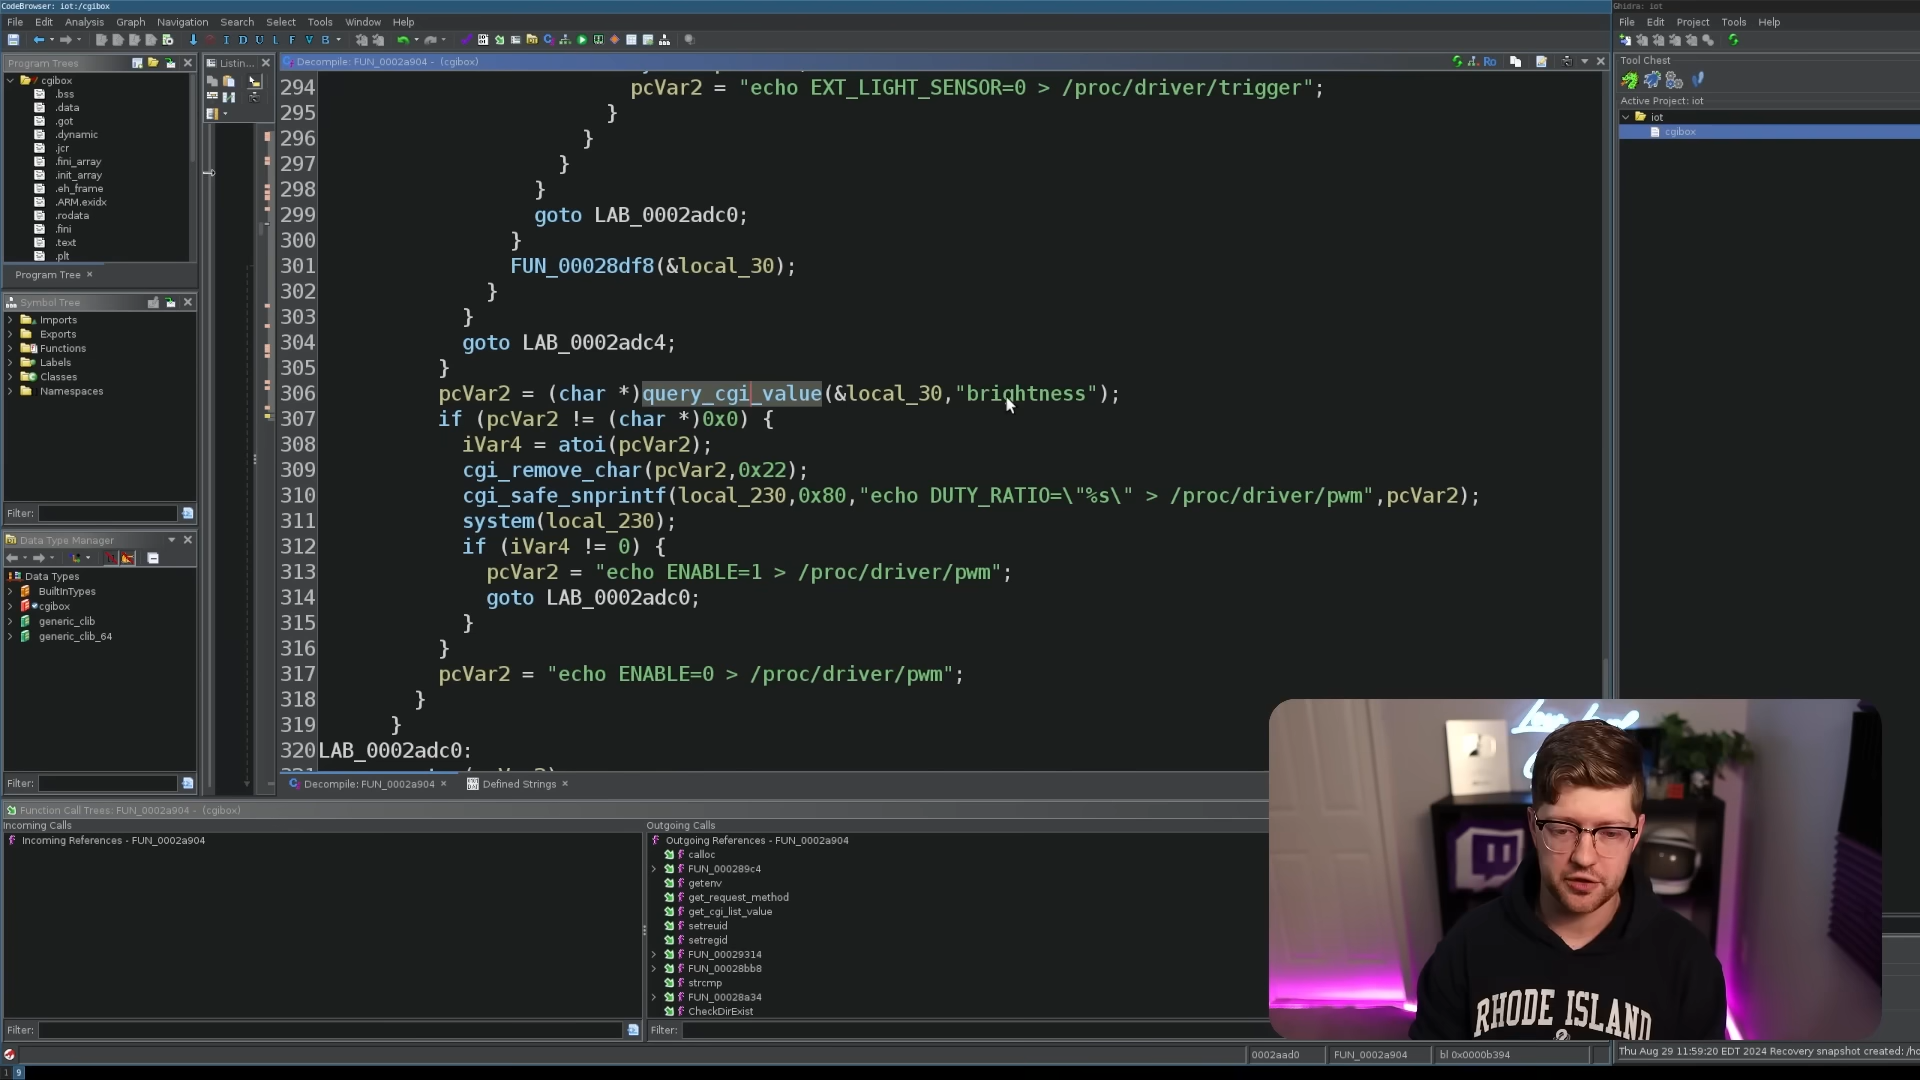 CodeBrowser: iot:/cgibox
Ghidra: iot
File Edit Analysis Graph Navigation Search Select Tools Window Help
File Edit Project Tools Help
I D U L F V B
Program Trees
Listin...
Decompile: FUN_0002a904 - (cgibox)
Ro
Tool Chest
Active Project: iot
iot
cgibox
cgibox
.bss
.data
.got
.dynamic
.jcr
.fini_array
.init_array
.eh_frame
.ARM.exidx
.rodata
.fini
.text
.plt
Program Tree
Symbol Tree
Imports
Exports
Functions
Labels
Classes
Namespaces
Filter:
Data Type Manager
Data Types
BuiltInTypes
cgibox
generic_clib
generic_clib_64
Filter:
294 pcVar2 = "echo EXT_LIGHT_SENSOR=0 > /proc/driver/trigger";
295 }
296 }
297 }
298 }
299 goto LAB_0002adc0;
300 }
301 FUN_00028df8(&local_30);
302 }
303 }
304 goto LAB_0002adc4;
305 }
306 pcVar2 = (char *)query_cgi_value(&local_30,"brightness");
307 if (pcVar2 != (char *)0x0) {
308 iVar4 = atoi(pcVar2);
309 cgi_remove_char(pcVar2,0x22);
310 cgi_safe_snprintf(local_230,0x80,"echo DUTY_RATIO=\"%s\" > /proc/driver/pwm",pcVar2);
311 system(local_230);
312 if (iVar4 != 0) {
313 pcVar2 = "echo ENABLE=1 > /proc/driver/pwm";
314 goto LAB_0002adc0;
315 }
316 }
317 pcVar2 = "echo ENABLE=0 > /proc/driver/pwm";
318 }
319 }
320 LAB_0002adc0:
Decompile: FUN_0002a904
Defined Strings
Function Call Trees: FUN_0002a904 - (cgibox)
Incoming Calls
Incoming References - FUN_0002a904
Filter:
Outgoing Calls
Outgoing References - FUN_0002a904
calloc
FUN_000289c4
getenv
get_request_method
get_cgi_list_value
setreuid
setregid
FUN_00029314
FUN_00028bb8
strcmp
FUN_00028a34
CheckDirExist
Filter:
RHODE ISLAND
0002aad0 FUN_0002a904 bl 0x0000b394
Thu Aug 29 11:59:20 EDT 2024 Recovery snapshot created: /ho
1 9